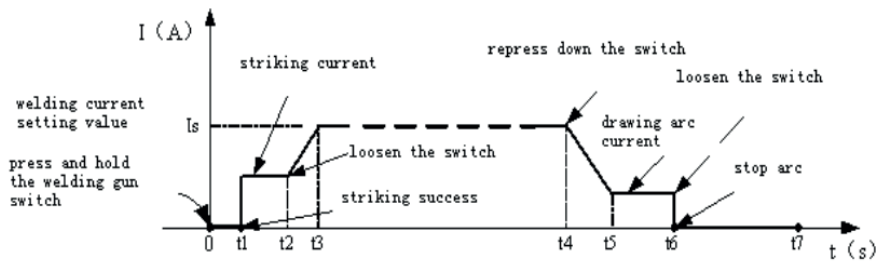 I (A)
repress down the switch
striking current
loosen the switch
welding current
setting value
Is
drawing arc
current
press and hold
the welding gun
switch
loosen the switch
stop arc
striking success
0
t1
t2
t3
t4
t5
t6
t7
t (s)